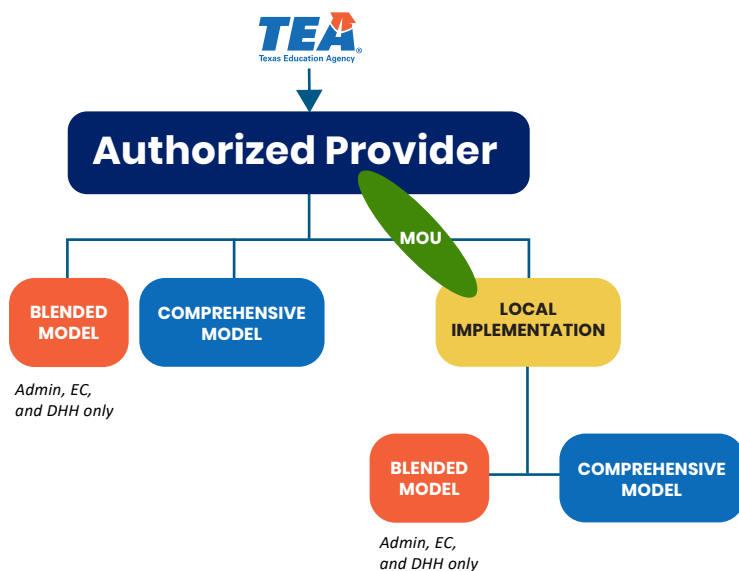 TEA®
Texas Education Agency
Authorized Provider
MOU
BLENDED
MODEL
COMPREHENSIVE
MODEL
LOCAL
IMPLEMENTATION
Admin, EC,
and DHH only
BLENDED
MODEL
COMPREHENSIVE
MODEL
Admin, EC,
and DHH only